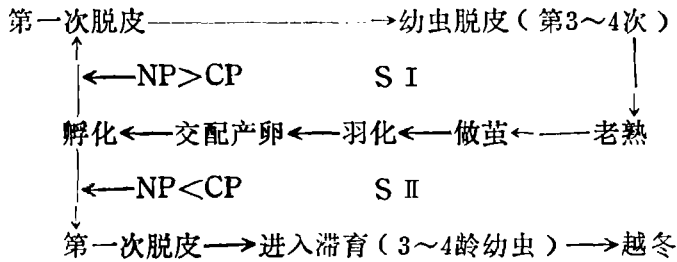 第一次脱皮→幼虫脱皮(第3～4次)
←NP>CP SⅠ
孵化←交配产卵←羽化←做茧←老熟
←NP<CP SⅡ
第一次脱皮→进入滞育(3～4龄幼虫)→越冬